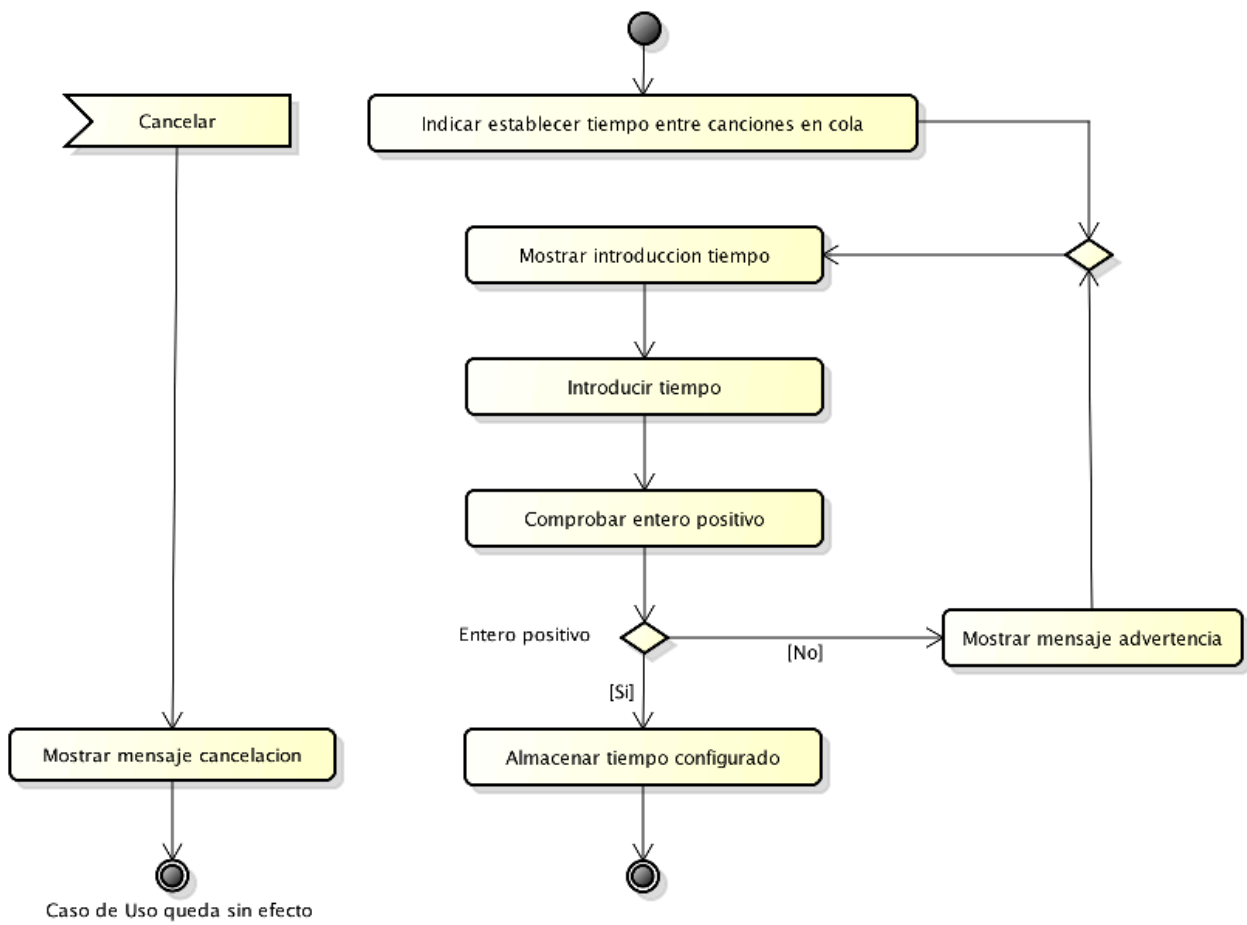 Cancelar
Indicar establecer tiempo entre canciones en cola
Mostrar introduccion tiempo
Introducir tiempo
Comprobar entero positivo
Entero positivo
[No]
Mostrar mensaje advertencia
[Si]
Mostrar mensaje cancelacion
Almacenar tiempo configurado
Caso de Uso queda sin efecto